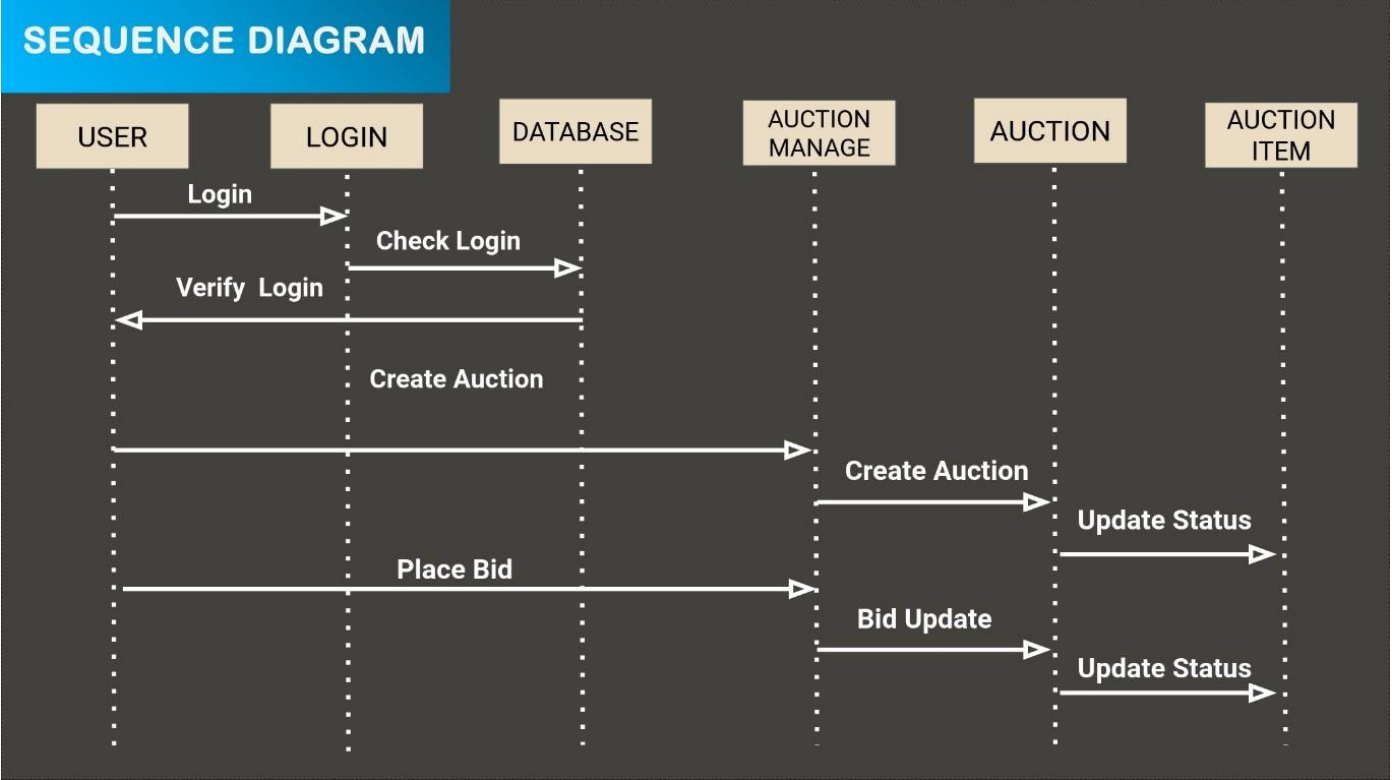 SEQUENCE DIAGRAM
USER
LOGIN
DATABASE
AUCTION
MANAGE
AUCTION
AUCTION
ITEM
Login
Check Login
Verify Login
Create Auction
Create Auction
Update Status
Place Bid
Bid Update
Update Status